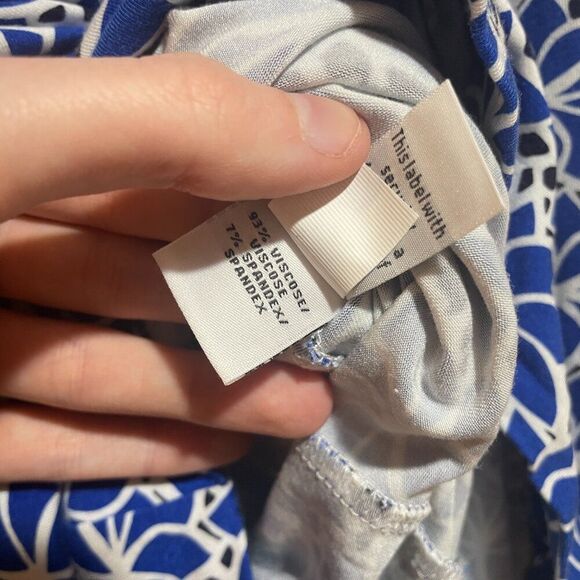 93% VISCOSE/
VISCOSE
7% SPANDEX/
SPANDEX
This label with